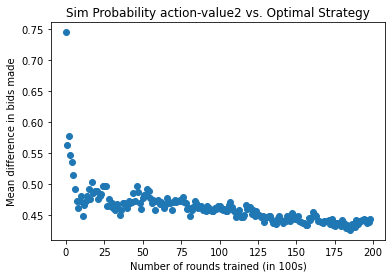 Sim Probability action-value2 vs. Optimal Strategy
0.75
0.70
0.65
0.60
0.55
0.50
0.45
Mean difference in bids made
0 25 50 75 100 125 150 175 200
Number of rounds trained (in 100s)